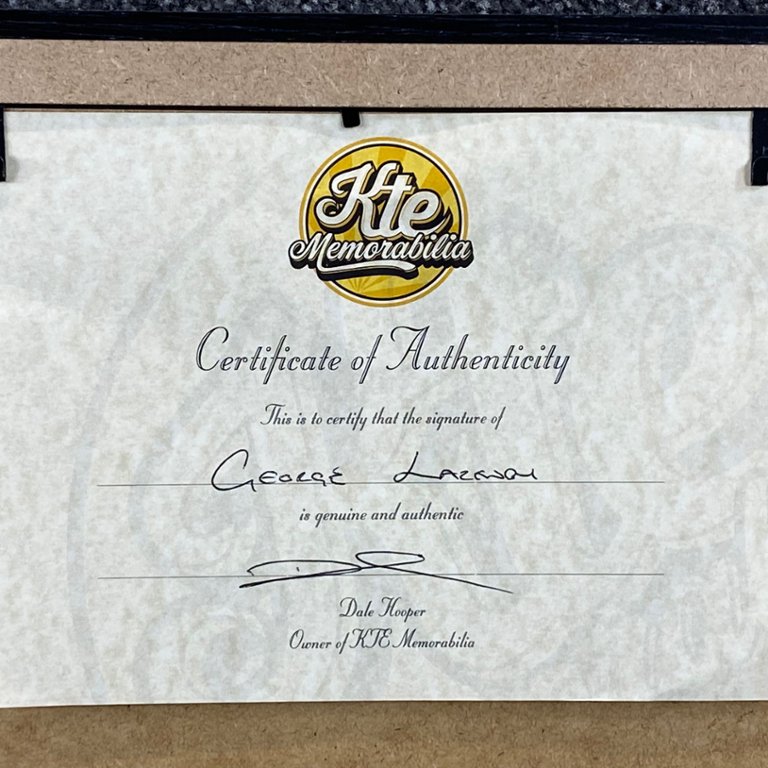 Kte
Memorabilia
Certificate of Authenticity
This is to certify that the signature of
George Lazenby
is genuine and authentic
Dale Hooper
Owner of KTE Memorabilia